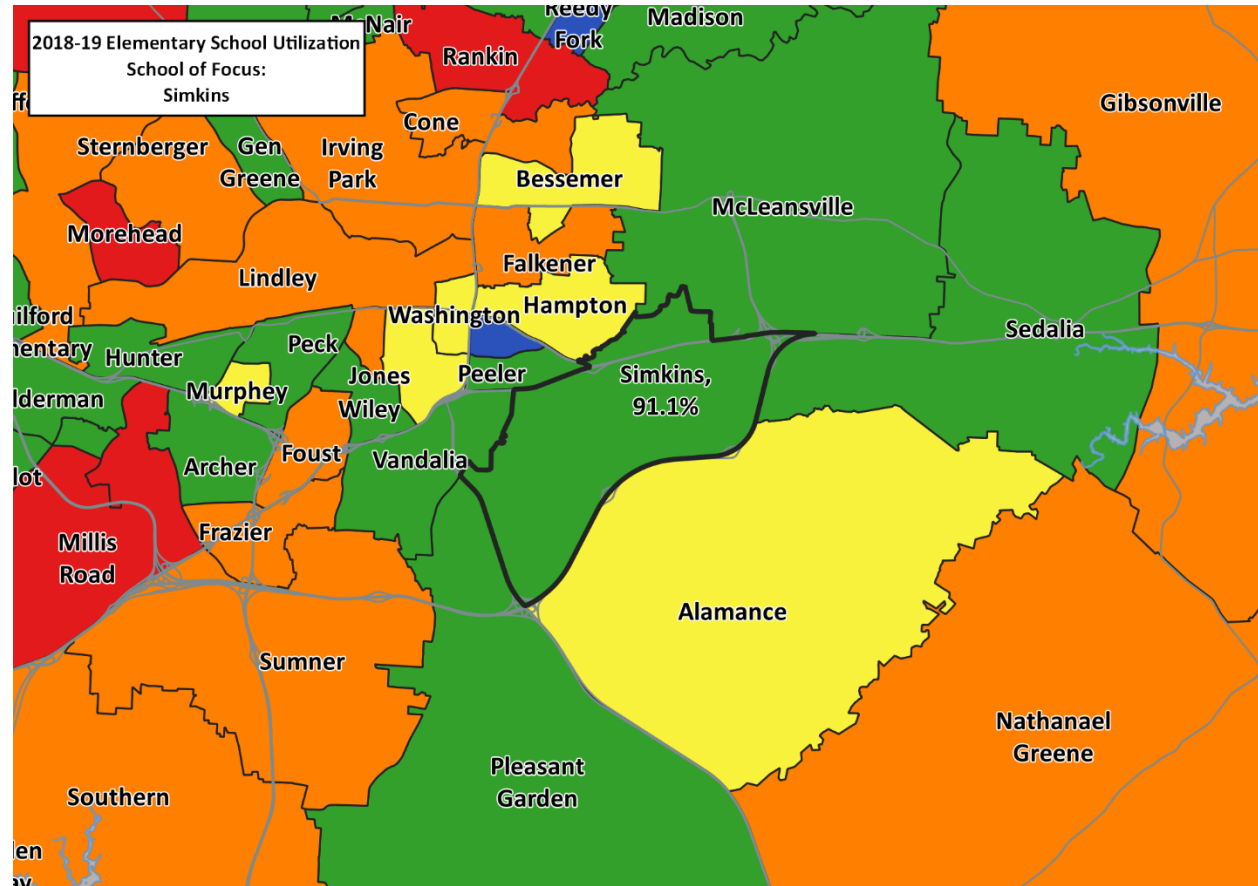 2018-19 Elementary School Utilization
School of Focus:
Simkins
McNair
Reedy
Fork
Madison
Rankin
Gibsonville
Cone
Sternberger
Gen
Greene
Irving
Park
Bessemer
McLeansville
Morehead
Lindley
Falkener
Hampton
Washington
Sedalia
Hunter
Peck
Peeler
Simkins,
91.1%
Murphey
Jones
Wiley
Vandalia
Archer
Foust
Millis
Road
Frazier
Alamance
Sumner
Nathanael
Greene
Pleasant
Garden
Southern